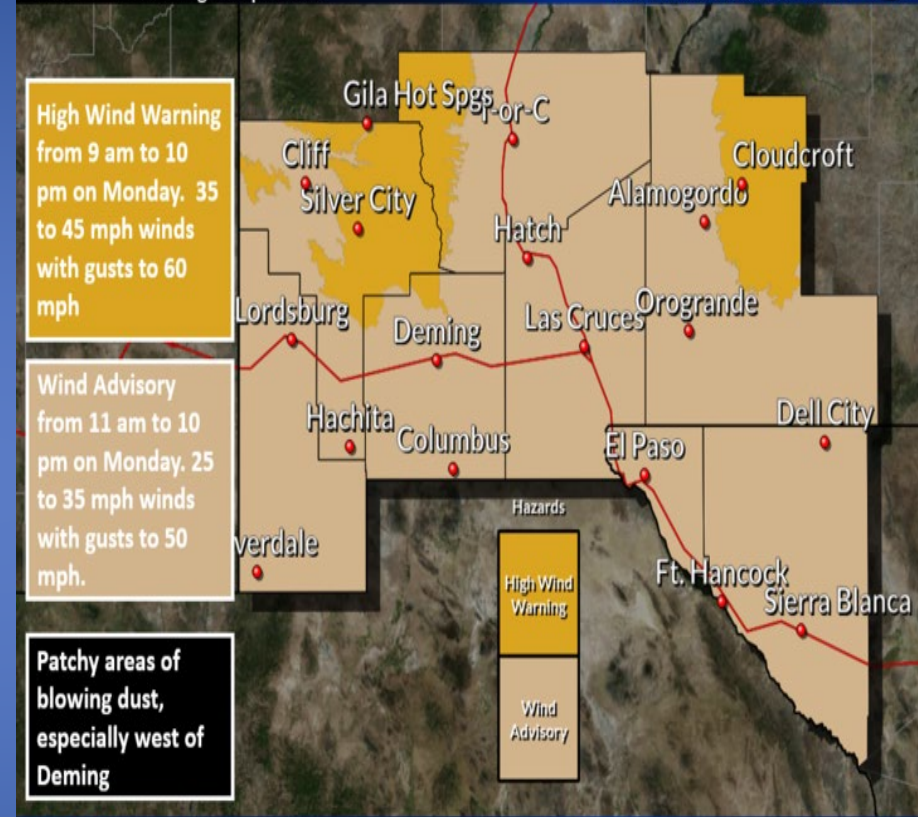 High Wind Warning
from 9 am to 10
pm on Monday. 35
to 45 mph winds
with gusts to 60
mph
Wind Advisory
from 11 am to 10
pm on Monday. 25
to 35 mph winds
with gusts to 50
mph.
Patchy areas of
blowing dust,
especially west of
Deming
Gila Hot Spgs
T-or-C
Cliff
Cloudcroft
Silver City
Alamogordo
Hatch
Lordsburg
Deming
Las Cruces
Orogrande
Hachita
Columbus
El Paso
Dell City
verdale
Ft. Hancock
Sierra Blanca
Hazards
High Wind
Warning
Wind
Advisory